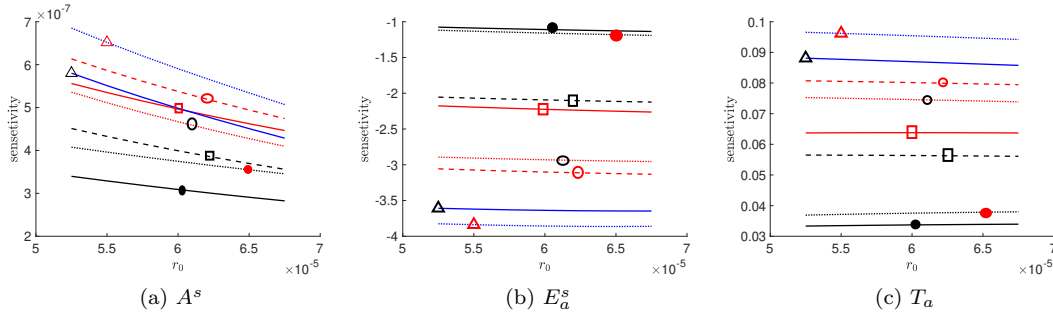 7 ×10⁻⁷
6
5
4
3
2
sensetivity
5 5.5 6 6.5 7
r₀ ×10⁻⁵
(a) Aˢ
-1
-1.5
-2
-2.5
-3
-3.5
-4
sensetivity
5 5.5 6 6.5 7
r₀ ×10⁻⁵
(b) Eₐˢ
0.1
0.09
0.08
0.07
0.06
0.05
0.04
0.03
sensetivity
5 5.5 6 6.5 7
r₀ ×10⁻⁵
(c) Tₐ